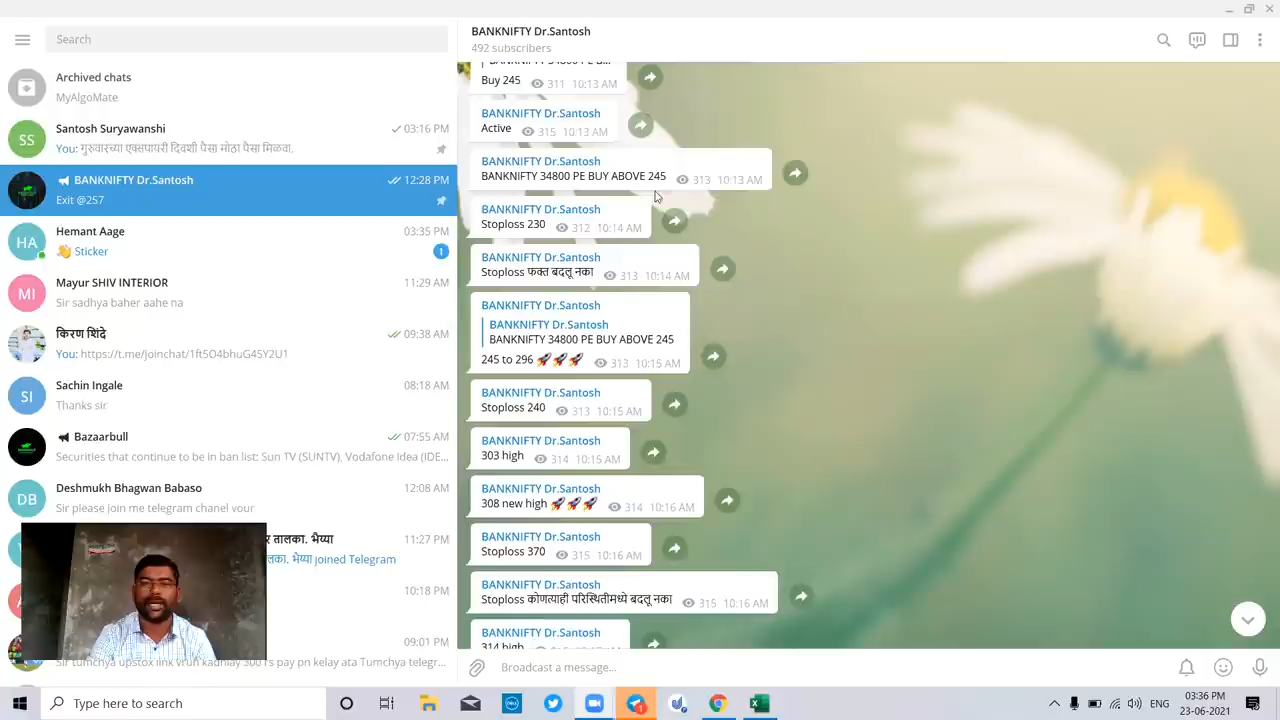 Search
Archived chats
MyAlgoMate
SS
Santosh Suryawanshi
03:16 PM
You: गुरुवारच्या एक्सपायरी दिवशी पैसा मोठा पैसा मिळवा.
BANKNIFTY Dr.Santosh
12:28 PM
Exit @257
HA
Hemant Aage
03:35 PM
👋 Sticker
1
MI
Mayur SHIV INTERIOR
11:29 AM
Sir sadhya baher aahe na
किरण शिंदे
09:38 AM
You: https://t.me/joinchat/1ft5O4bhuG45Y2U1
SI
Sachin Ingale
08:18 AM
Thanks sir
Bazaarbull
07:55 AM
Securities that continue to be in ban list: Sun TV (SUNTV), Vodafone Idea (IDE...
DB
Deshmukh Bhagwan Babaso
12:08 AM
Sir please join me telegram chanel vour
र तालका. भैय्या
11:27 PM
लका. भैय्या joined Telegram
10:18 PM
09:01 PM
Sir tumchya upstox link vrun kadhlay 300 rs pay pn kelay ata Tumchya telegr...
BANKNIFTY Dr.Santosh
492 subscribers
BANKNIFTY 34800 PE B...
Buy 245 311 10:13 AM
BANKNIFTY Dr.Santosh
Active 315 10:13 AM
BANKNIFTY Dr.Santosh
BANKNIFTY 34800 PE BUY ABOVE 245 313 10:13 AM
BANKNIFTY Dr.Santosh
Stoploss 230 312 10:14 AM
BANKNIFTY Dr.Santosh
Stoploss फक्त बदलू नका 313 10:14 AM
BANKNIFTY Dr.Santosh
BANKNIFTY Dr.Santosh
BANKNIFTY 34800 PE BUY ABOVE 245
245 to 296 🚀🚀🚀 313 10:15 AM
BANKNIFTY Dr.Santosh
Stoploss 240 313 10:15 AM
BANKNIFTY Dr.Santosh
303 high 314 10:15 AM
BANKNIFTY Dr.Santosh
308 new high 🚀🚀🚀 314 10:16 AM
BANKNIFTY Dr.Santosh
Stoploss 370 315 10:16 AM
BANKNIFTY Dr.Santosh
Stoploss कोणत्याही परिस्थितीमध्ये बदलू नका 315 10:16 AM
BANKNIFTY Dr.Santosh
314 high
Broadcast a message...
Type here to search
ENG
03:36 PM
23-06-2021